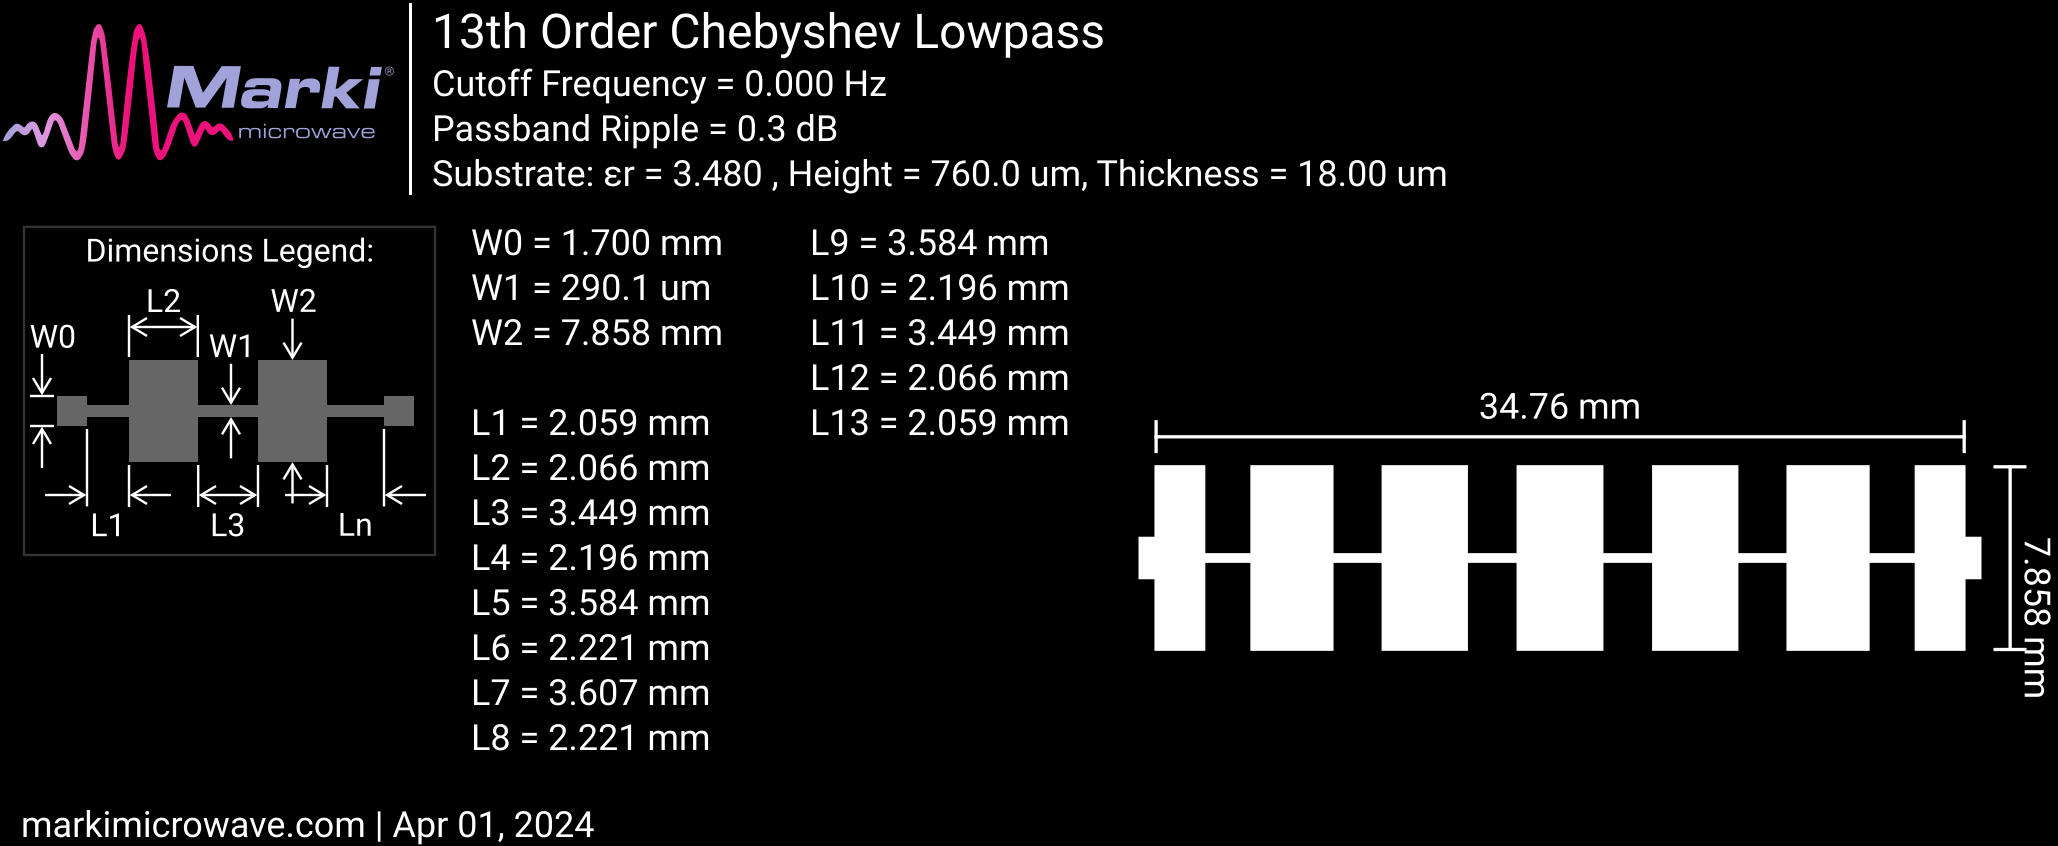 Marki®
microwave
13th Order Chebyshev Lowpass
Cutoff Frequency = 0.000 Hz
Passband Ripple = 0.3 dB
Substrate: εr = 3.480 , Height = 760.0 um, Thickness = 18.00 um
Dimensions Legend:
L2
W2
W0
W1
L1
L3
Ln
W0 = 1.700 mm
W1 = 290.1 um
W2 = 7.858 mm
L1 = 2.059 mm
L2 = 2.066 mm
L3 = 3.449 mm
L4 = 2.196 mm
L5 = 3.584 mm
L6 = 2.221 mm
L7 = 3.607 mm
L8 = 2.221 mm
L9 = 3.584 mm
L10 = 2.196 mm
L11 = 3.449 mm
L12 = 2.066 mm
L13 = 2.059 mm
34.76 mm
7.858 mm
markimicrowave.com | Apr 01, 2024